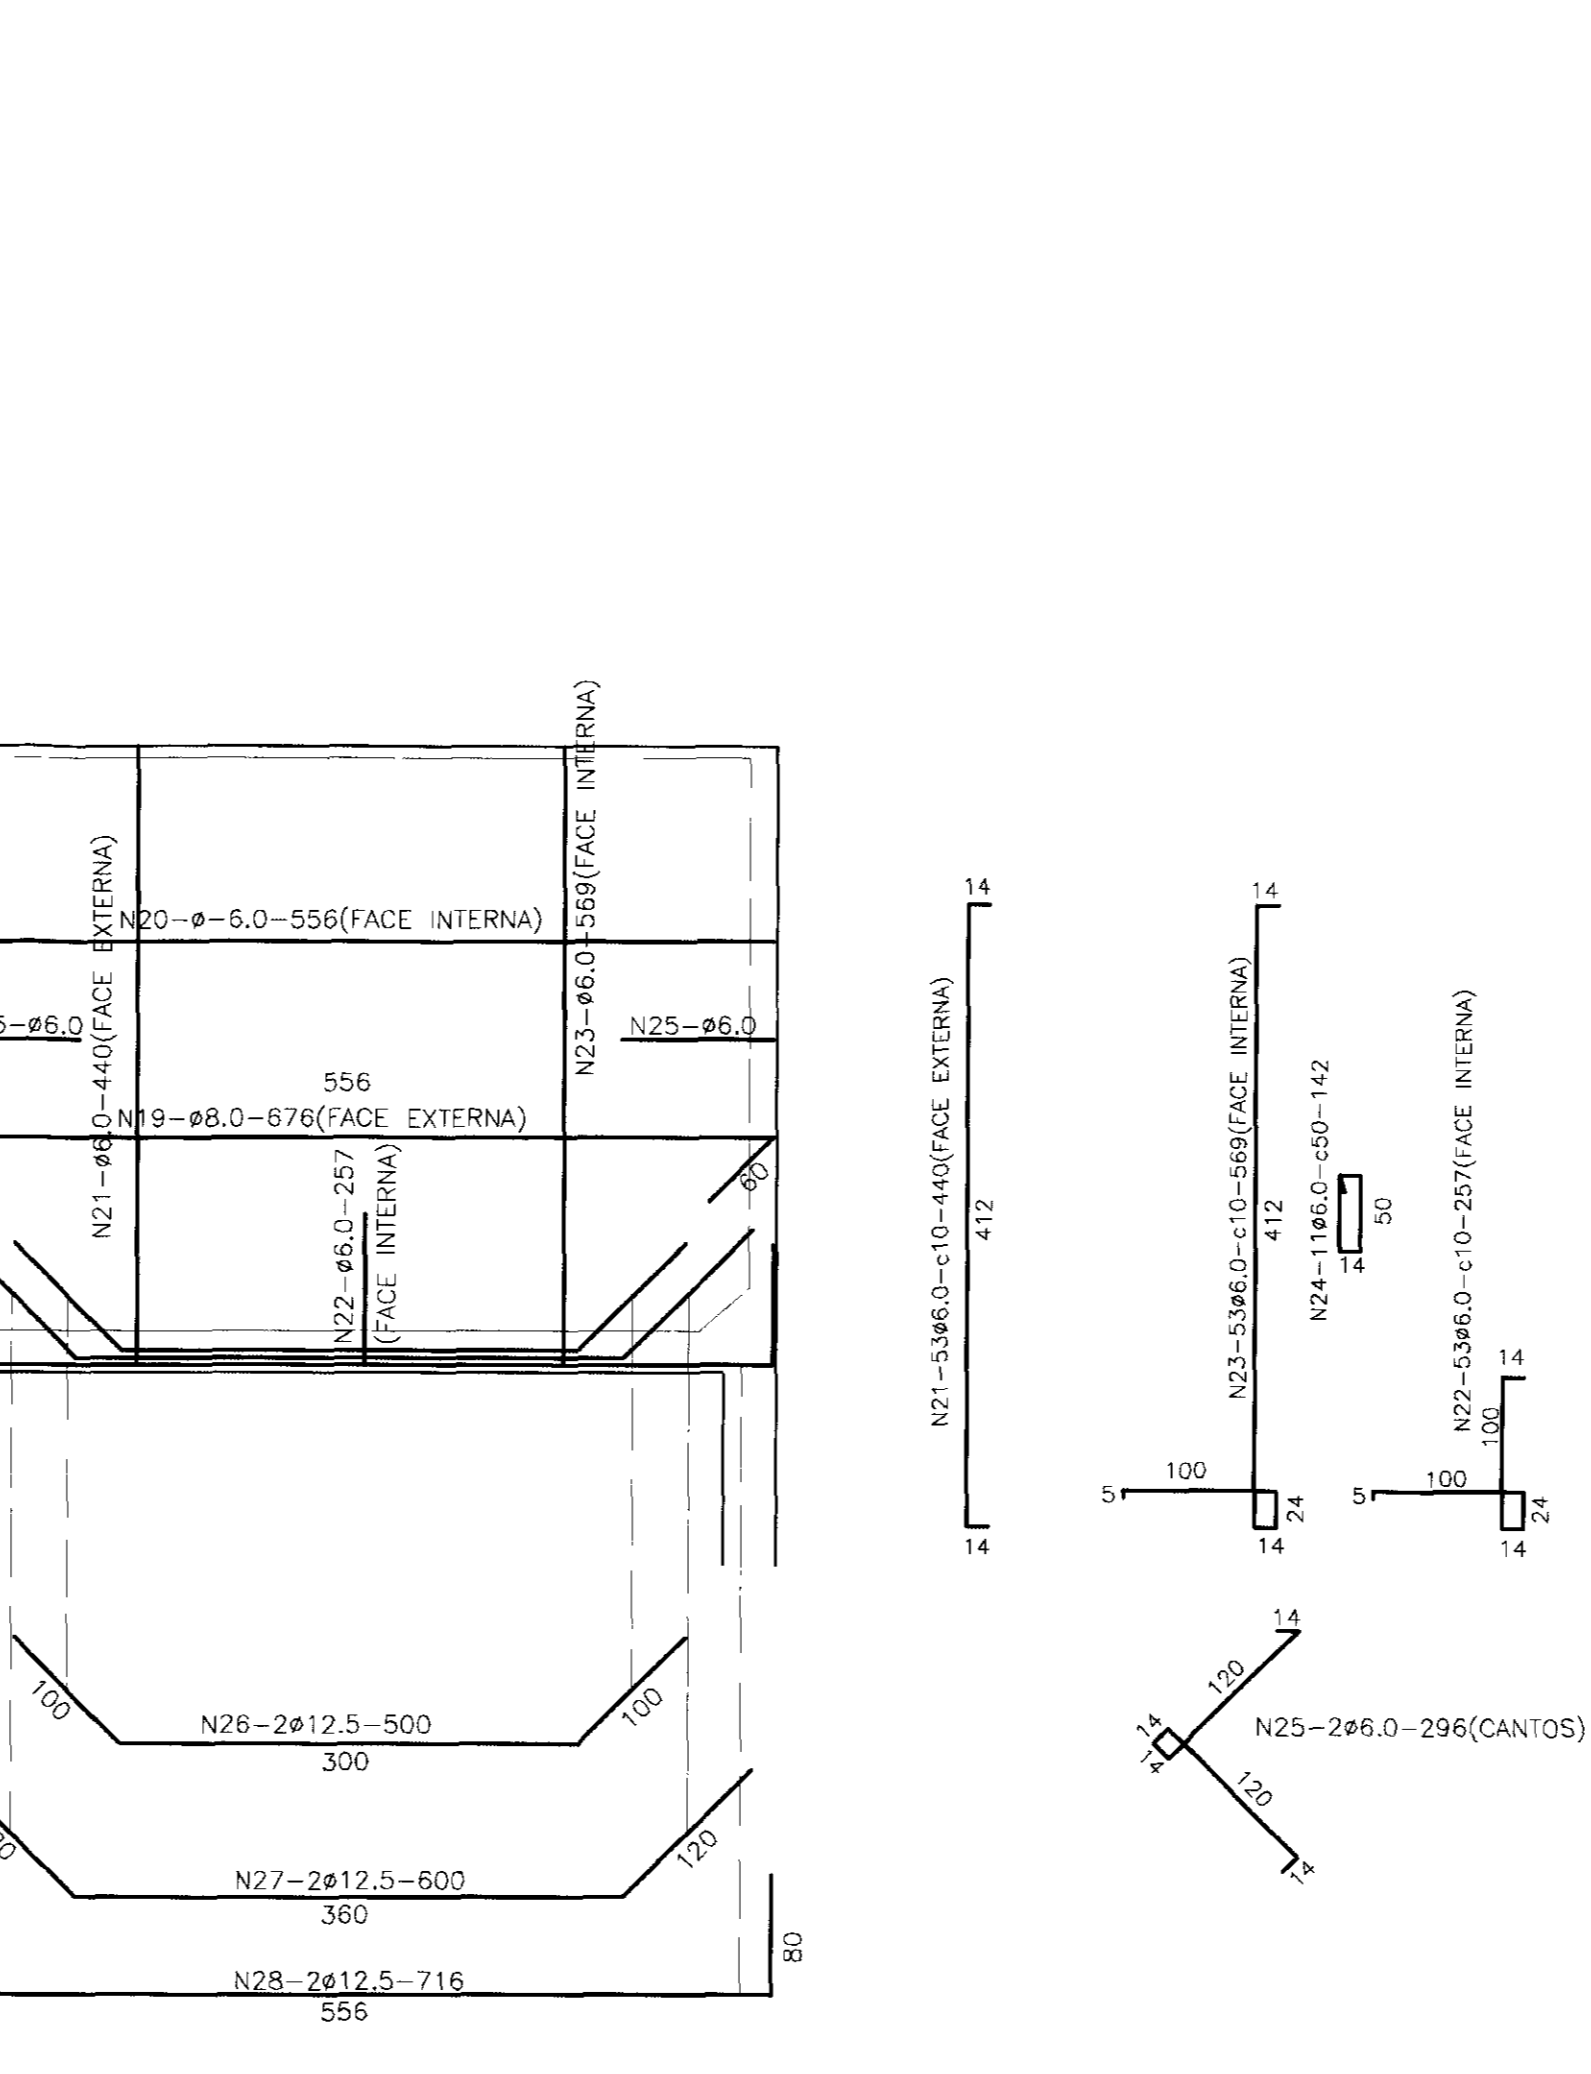 N21-ø6.0-440(FACE EXTERNA)
N23-ø6.0-569(FACE INTERNA)
N20-ø-6.0-556(FACE INTERNA)
5-ø6.0
N25-ø6.0
556
N19-ø8.0-676(FACE EXTERNA)
60
N22-ø6.0-257
(FACE INTERNA)
100
100
N26-2ø12.5-500
300
120
N27-2ø12.5-600
360
80
N28-2ø12.5-716
556
14
N21-53ø6.0-c10-440(FACE EXTERNA)
412
14
14
N23-53ø6.0-c10-569(FACE INTERNA)
412
5
100
24
14
N24-11ø6.0-c50-142
50
14
N22-53ø6.0-c10-257(FACE INTERNA)
14
100
5
100
24
14
14
120
14
14
N25-2ø6.0-296(CANTOS)
120
14